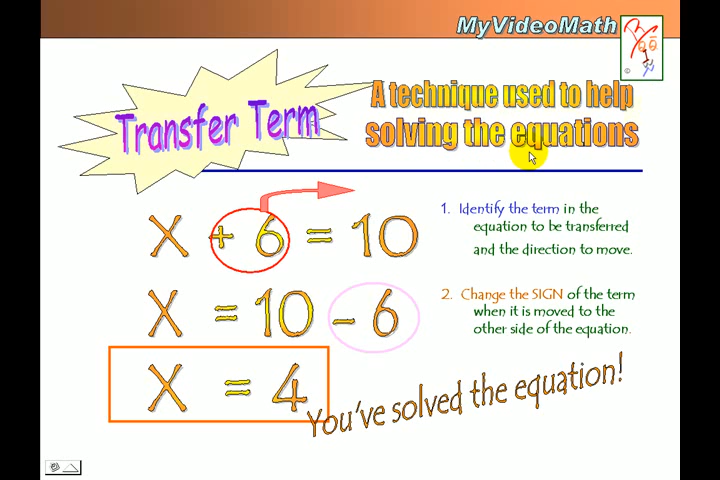 MyVideoMath
Transfer Term
A technique used to help
solving the equations
X + 6 = 10
X = 10 - 6
X = 4
1. Identify the term in the
equation to be transferred
and the direction to move.
2. Change the SIGN of the term
when it is moved to the
other side of the equation.
You've solved the equation!